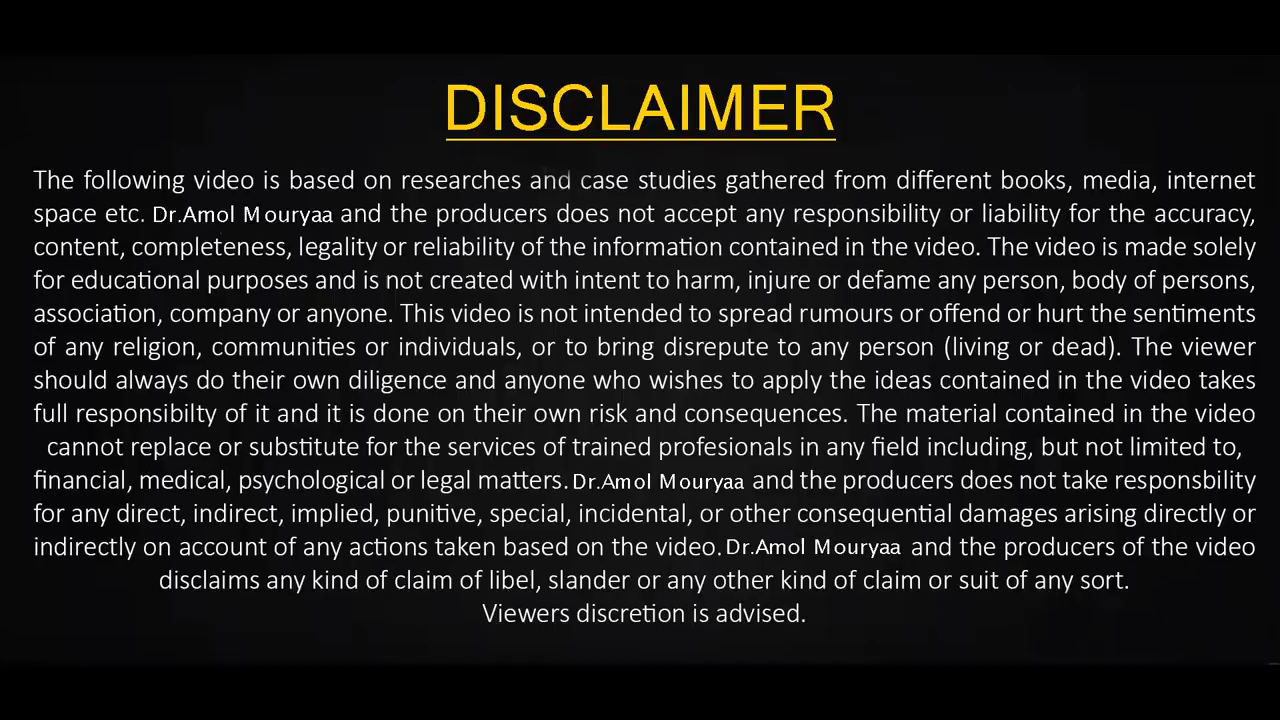 DISCLAIMER
The following video is based on researches and case studies gathered from different books, media, internet
space etc. Dr.Amol Mouryaa and the producers does not accept any responsibility or liability for the accuracy,
content, completeness, legality or reliability of the information contained in the video. The video is made solely
for educational purposes and is not created with intent to harm, injure or defame any person, body of persons,
association, company or anyone. This video is not intended to spread rumours or offend or hurt the sentiments
of any religion, communities or individuals, or to bring disrepute to any person (living or dead). The viewer
should always do their own diligence and anyone who wishes to apply the ideas contained in the video takes
full responsibilty of it and it is done on their own risk and consequences. The material contained in the video
cannot replace or substitute for the services of trained profesionals in any field including, but not limited to,
financial, medical, psychological or legal matters. Dr.Amol Mouryaa and the producers does not take responsbility
for any direct, indirect, implied, punitive, special, incidental, or other consequential damages arising directly or
indirectly on account of any actions taken based on the video. Dr.Amol Mouryaa and the producers of the video
disclaims any kind of claim of libel, slander or any other kind of claim or suit of any sort.
Viewers discretion is advised.